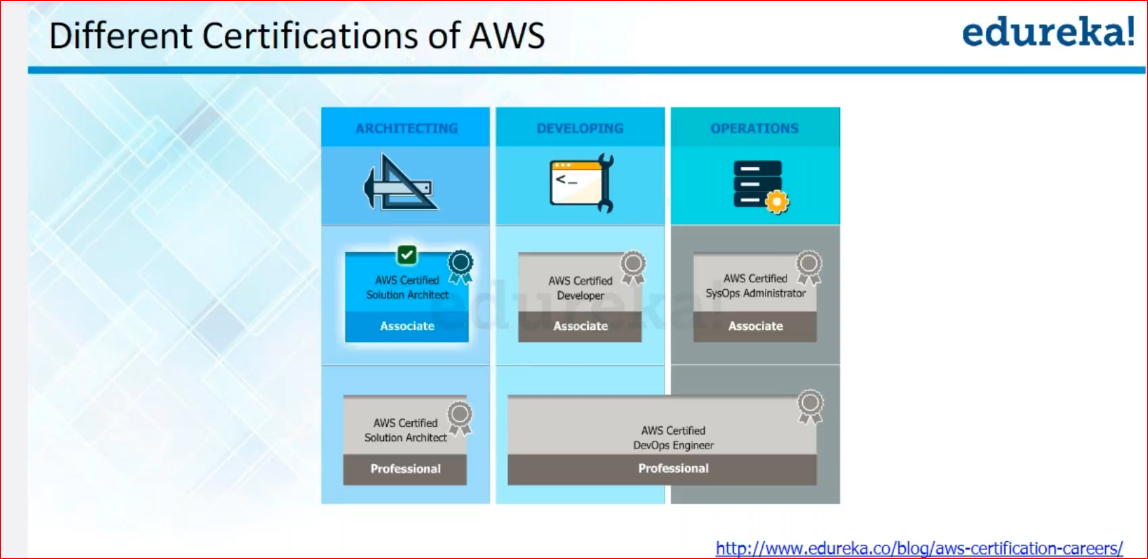 Different Certifications of AWS
edureka!
ARCHITECTING
DEVELOPING
OPERATIONS
<_
AWS Certified
Solution Architect
Associate
AWS Certified
Developer
Associate
AWS Certified
SysOps Administrator
Associate
edureka!
AWS Certified
Solution Architect
Professional
AWS Certified
DevOps Engineer
Professional
http://www.edureka.co/blog/aws-certification-careers/